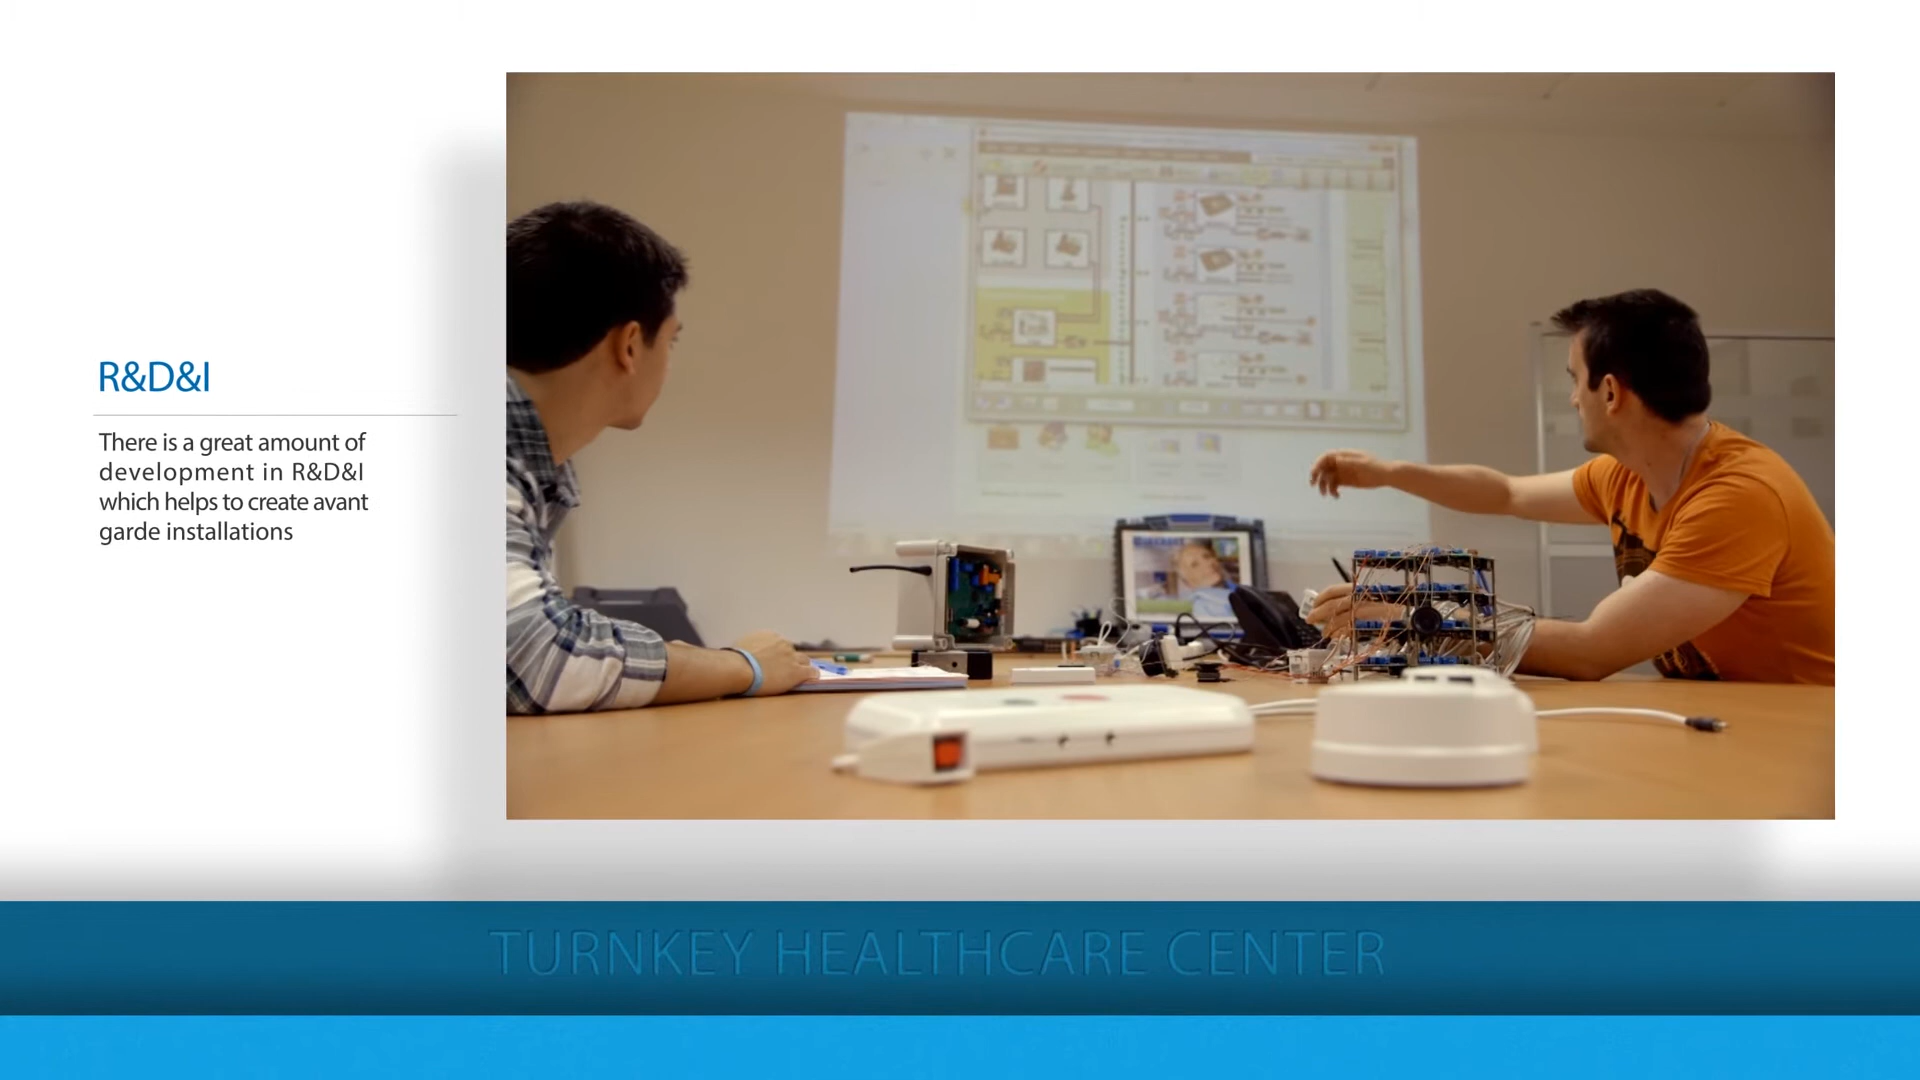 R&D&I
There is a great amount of
development in R&D&I
which helps to create avant
garde installations
TURNKEY HEALTHCARE CENTER